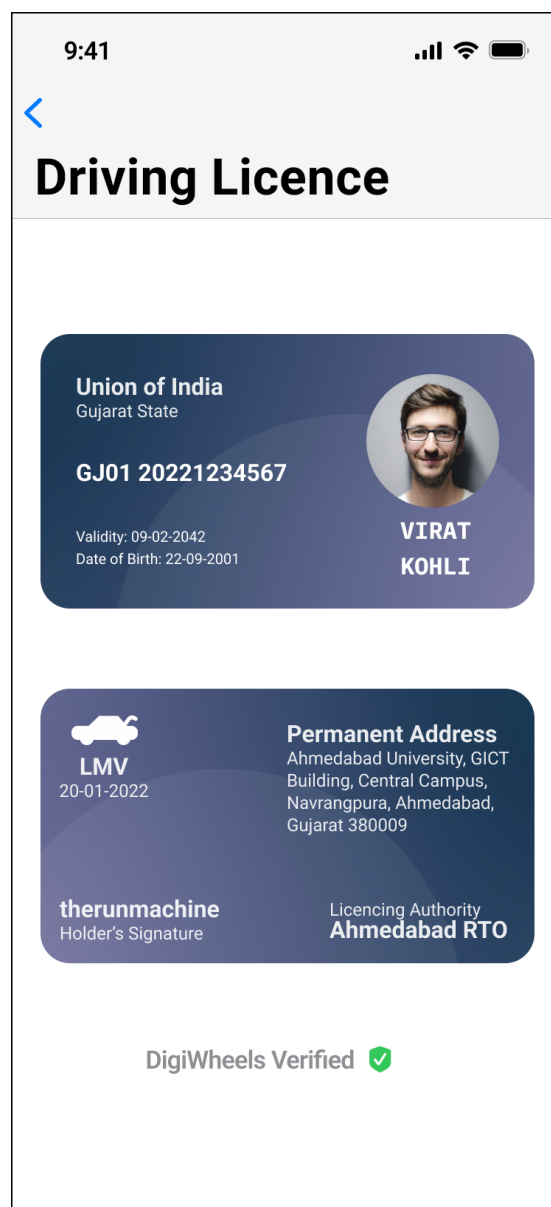 9:41
Driving Licence
Union of India
Gujarat State
GJ01 20221234567
Validity: 09-02-2042
Date of Birth: 22-09-2001
VIRAT
KOHLI
LMV
20-01-2022
Permanent Address
Ahmedabad University, GICT
Building, Central Campus,
Navrangpura, Ahmedabad,
Gujarat 380009
therunmachine
Holder's Signature
Licencing Authority
Ahmedabad RTO
DigiWheels Verified